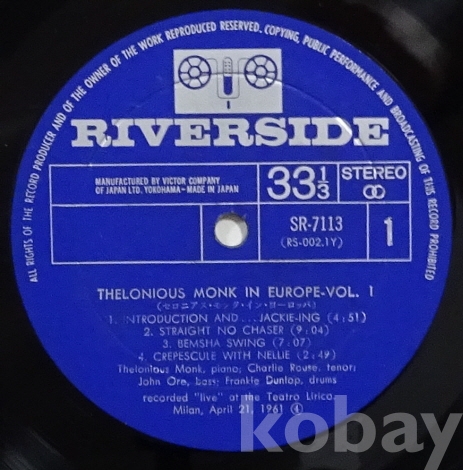 ALL RIGHTS OF THE RECORD PRODUCER AND OF THE OWNER OF THE WORK REPRODUCED RESERVED. COPYING, PUBLIC PERFORMANCE AND BROADCASTING OF THIS RECORD PROHIBITED
RIVERSIDE
MANUFACTURED BY VICTOR COMPANY
OF JAPAN LTD. YOKOHAMA-MADE IN JAPAN
33 1/3
STEREO
SR-7113
(RS-002.1Y)
1
THELONIOUS MONK IN EUROPE-VOL. 1
(セロニアス・モンク・イン・ヨーロッパ)
1. INTRODUCTION AND...JACKIE-ING (4:51)
2. STRAIGHT NO CHASER (9:04)
3. BEMSHA SWING (7:07)
4. CREPESCULE WITH NELLIE (2:49)
Thelonious Monk, piano; Charlie Rouse, tenor;
John Ore, bass; Frankie Dunlop, drums
recorded "live" at the Teatro Lirico,
Milan, April 21, 1961 ④
kobay